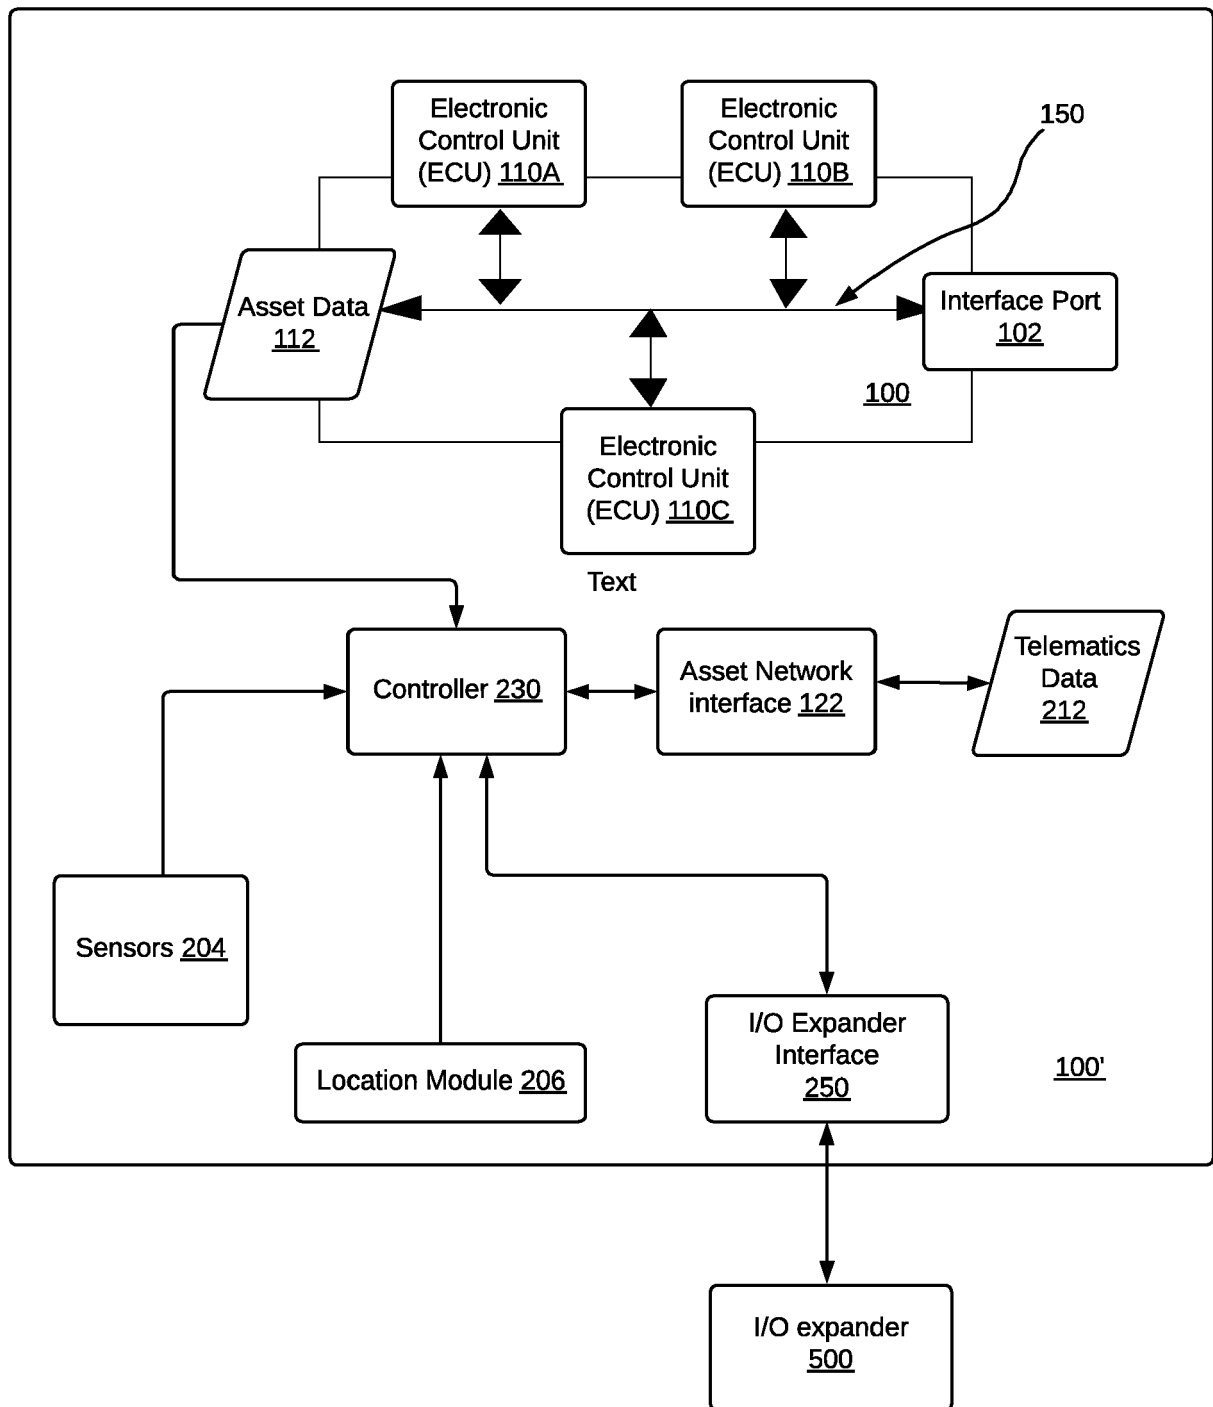 Electronic
Control Unit
(ECU) 110A
Electronic
Control Unit
(ECU) 110B
150
Asset Data
112
Interface Port
102
100
Electronic
Control Unit
(ECU) 110C
Text
Controller 230
Asset Network
interface 122
Telematics
Data
212
Sensors 204
Location Module 206
I/O Expander
Interface
250
100'
I/O expander
500